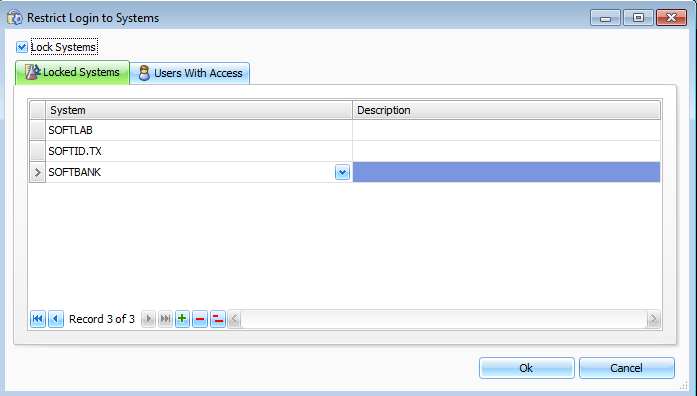 Restrict Login to Systems
Lock Systems
Locked Systems Users With Access
System Description
SOFTLAB
SOFTID.TX
SOFTBANK
Record 3 of 3
Ok Cancel